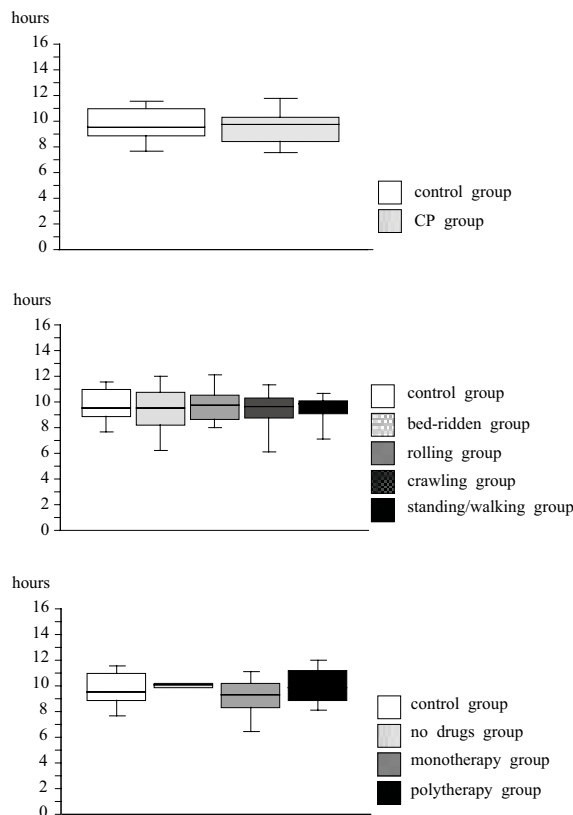 hours
16
14
12
10
8
6
4
2
0
control group
CP group
hours
16
14
12
10
8
6
4
2
0
control group
bed-ridden group
rolling group
crawling group
standing/walking group
hours
16
14
12
10
8
6
4
2
0
control group
no drugs group
monotherapy group
polytherapy group